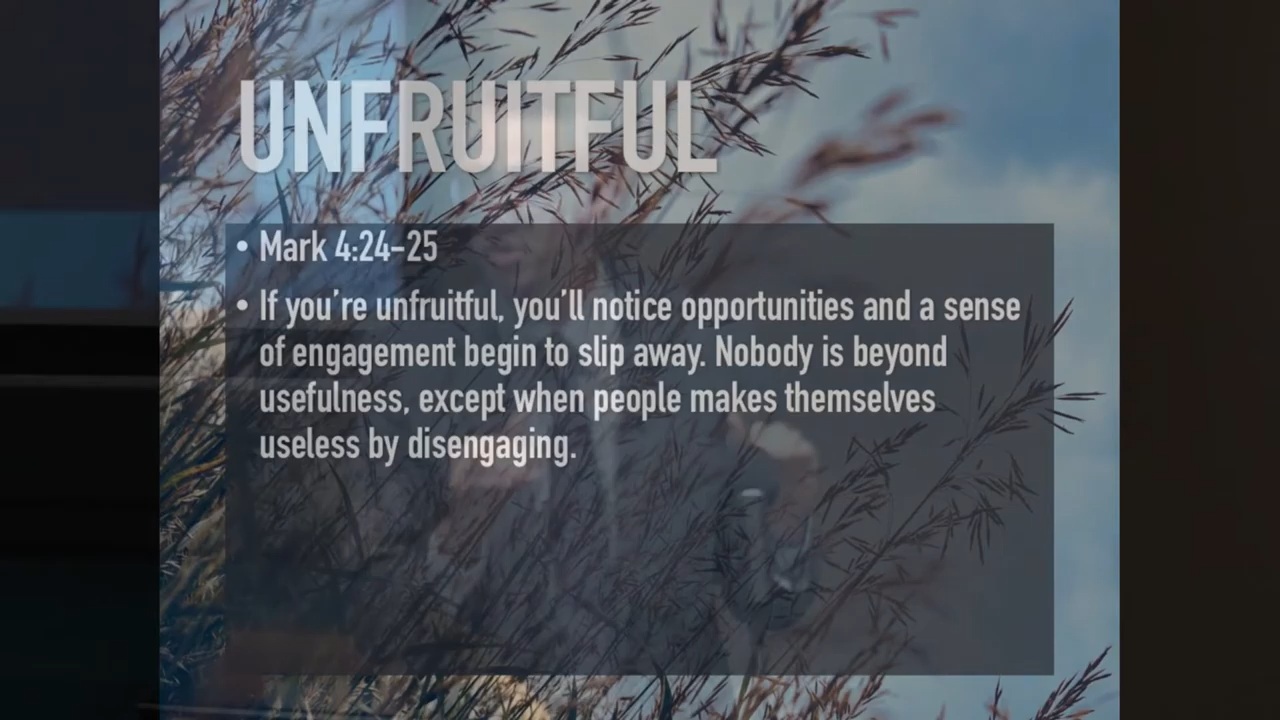 UNFRUITFUL
• Mark 4:24–25
• If you’re unfruitful, you’ll notice opportunities and a sense
of engagement begin to slip away. Nobody is beyond
usefulness, except when people makes themselves
useless by disengaging.